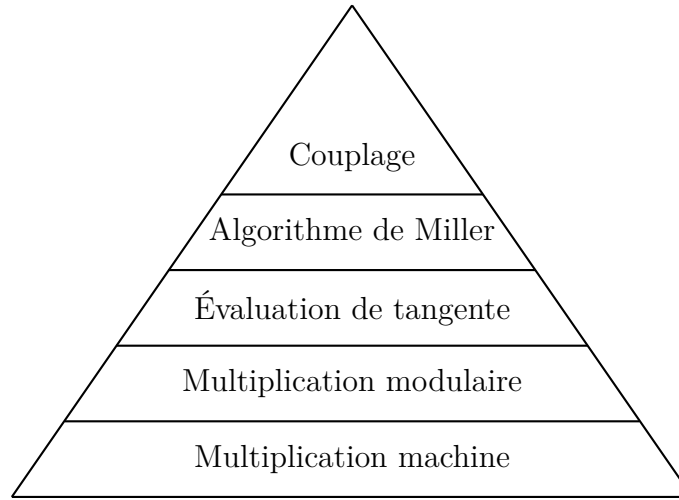 Couplage
Algorithme de Miller
Évaluation de tangente
Multiplication modulaire
Multiplication machine